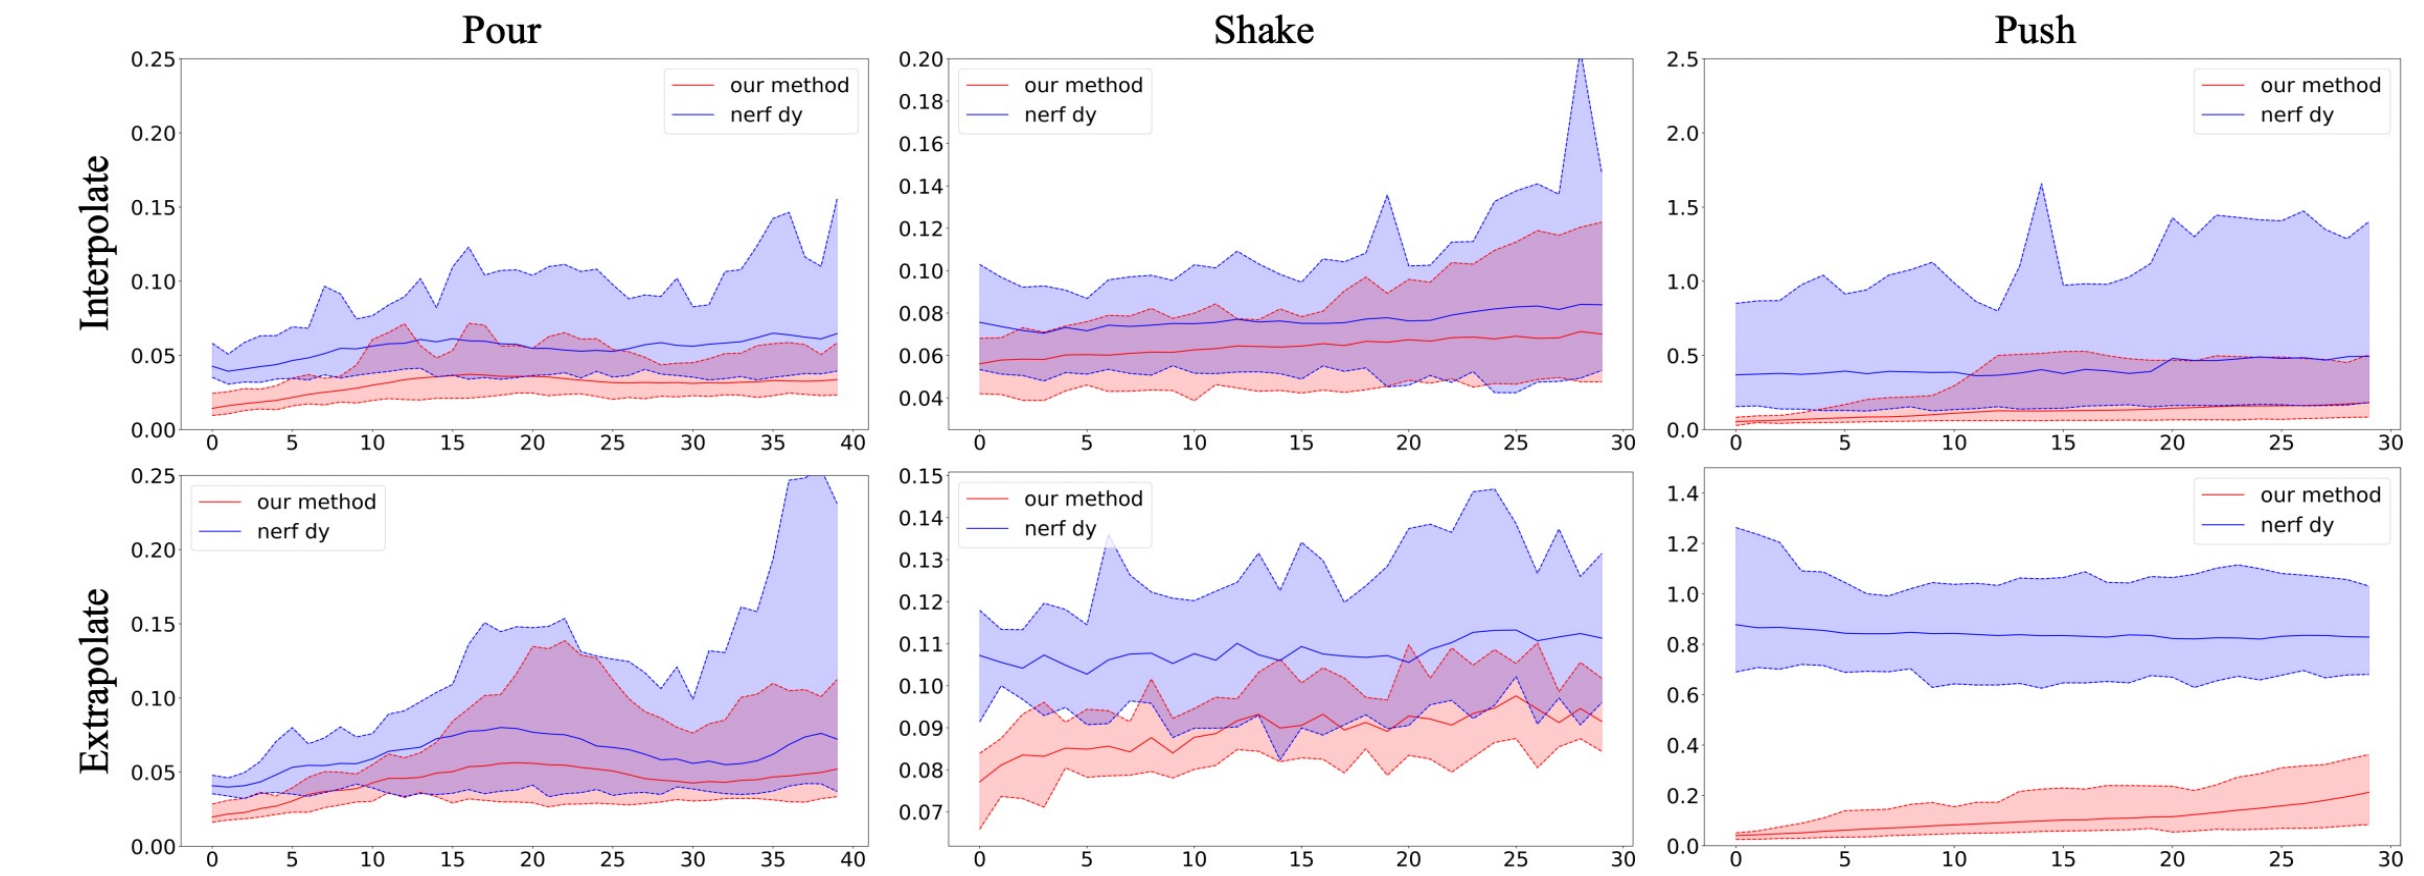 Pour
Shake
Push
Interpolate
0.25
0.20
0.15
0.10
0.05
0.00
0 5 10 15 20 25 30 35 40
our method
nerf dy
0.20
0.18
0.16
0.14
0.12
0.10
0.08
0.06
0.04
0 5 10 15 20 25 30
our method
nerf dy
2.5
2.0
1.5
1.0
0.5
0.0
0 5 10 15 20 25 30
our method
nerf dy
Extrapolate
0.25
0.20
0.15
0.10
0.05
0.00
0 5 10 15 20 25 30 35 40
our method
nerf dy
0.15
0.14
0.13
0.12
0.11
0.10
0.09
0.08
0.07
0 5 10 15 20 25 30
our method
nerf dy
1.4
1.2
1.0
0.8
0.6
0.4
0.2
0.0
0 5 10 15 20 25 30
our method
nerf dy